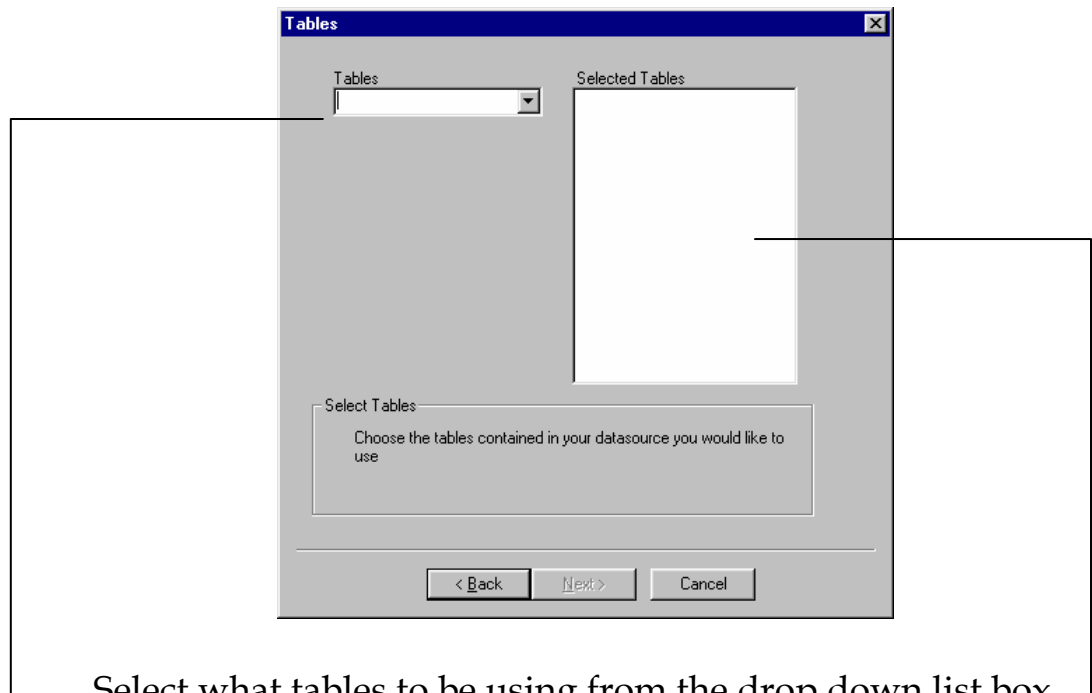 Tables
Tables
Selected Tables
Select Tables
Choose the tables contained in your datasource you would like to
use
< Back
Next >
Cancel
Select what tables to be using from the drop down list box